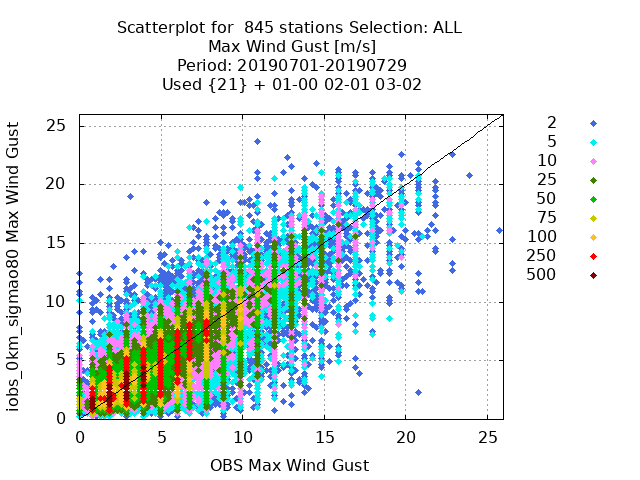 Scatterplot for  845 stations Selection: ALL
Max Wind Gust [m/s]
Period: 20190701-20190729
Used {21} + 01-00 02-01 03-02
iobs_0km_sigmao80 Max Wind Gust
25
20
15
10
5
0
0 5 10 15 20 25
OBS Max Wind Gust
2
5
10
25
50
75
100
250
500